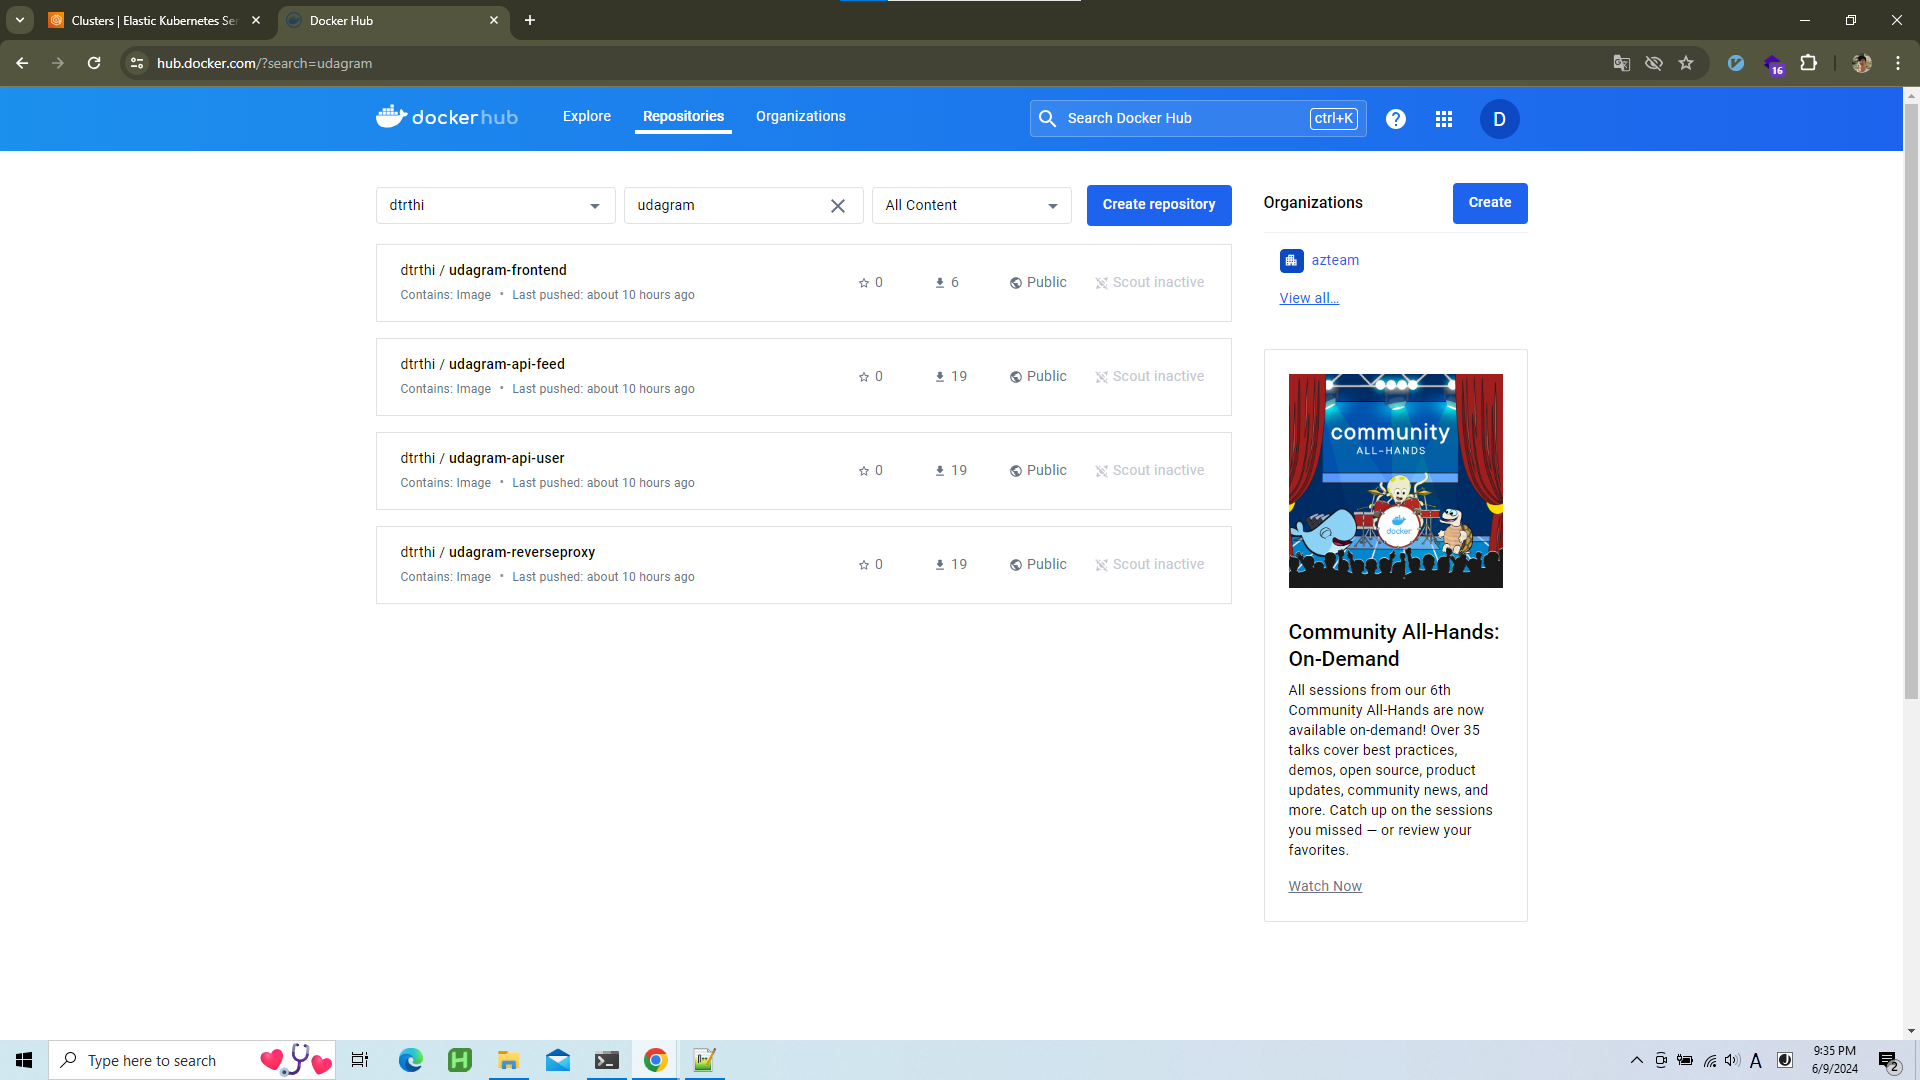 Clusters | Elastic Kubernetes Ser
Docker Hub
hub.docker.com/?search=udagram
16
docker hub
Explore
Repositories
Organizations
Search Docker Hub
ctrl+K
?
D
dtrthi
udagram
All Content
Create repository
dtrthi / udagram-frontend
Contains: Image • Last pushed: about 10 hours ago
0
6
Public
Scout inactive
dtrthi / udagram-api-feed
Contains: Image • Last pushed: about 10 hours ago
0
19
Public
Scout inactive
dtrthi / udagram-api-user
Contains: Image • Last pushed: about 10 hours ago
0
19
Public
Scout inactive
dtrthi / udagram-reverseproxy
Contains: Image • Last pushed: about 10 hours ago
0
19
Public
Scout inactive
Organizations
Create
azteam
View all...
community
ALL-HANDS
docker
Community All-Hands:
On-Demand
All sessions from our 6th
Community All-Hands are now
available on-demand! Over 35
talks cover best practices,
demos, open source, product
updates, community news, and
more. Catch up on the sessions
you missed — or review your
favorites.
Watch Now
Type here to search
H
A
9:35 PM
6/9/2024
2